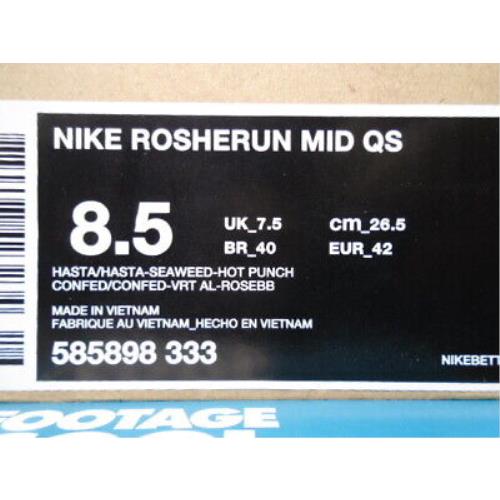 NIKE ROSHERUN MID QS
8.5
UK_7.5 cm_26.5
BR_40 EUR_42
HASTA/HASTA-SEAWEED-HOT PUNCH
CONFED/CONFED-VRT AL-ROSEBB
MADE IN VIETNAM
FABRIQUE AU VIETNAM_HECHO EN VIETNAM
585898 333
NIKEBETT
FOOTAGE